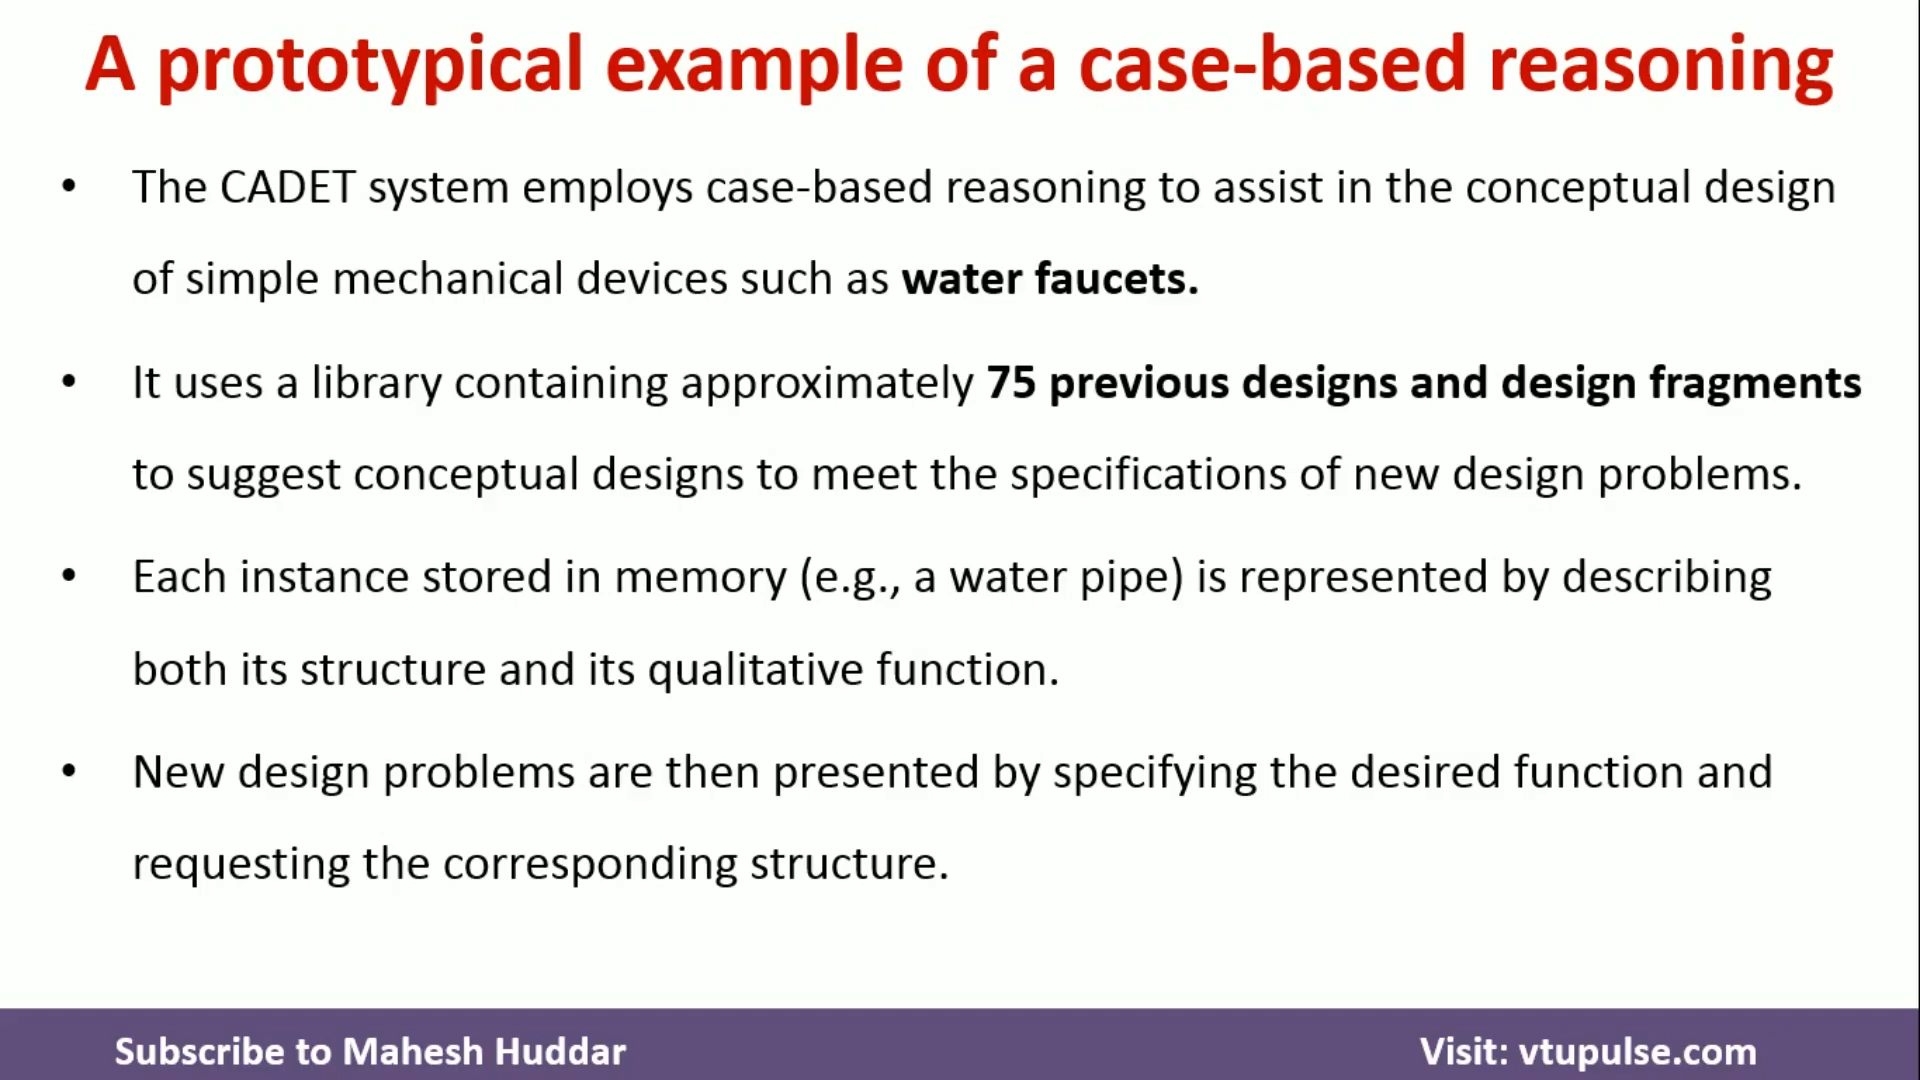 A prototypical example of a case-based reasoning
• The CADET system employs case-based reasoning to assist in the conceptual design
of simple mechanical devices such as water faucets.
• It uses a library containing approximately 75 previous designs and design fragments
to suggest conceptual designs to meet the specifications of new design problems.
• Each instance stored in memory (e.g., a water pipe) is represented by describing
both its structure and its qualitative function.
• New design problems are then presented by specifying the desired function and
requesting the corresponding structure.
Subscribe to Mahesh Huddar
Visit: vtupulse.com